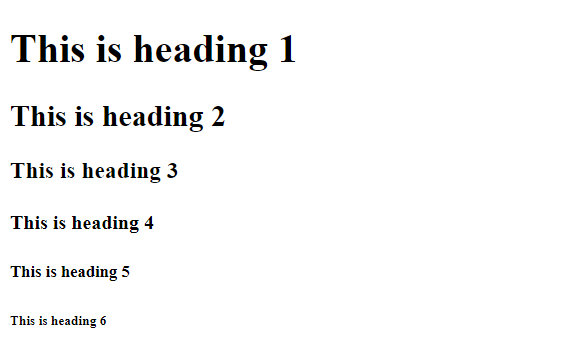 This is heading 1
This is heading 2
This is heading 3
This is heading 4
This is heading 5
This is heading 6